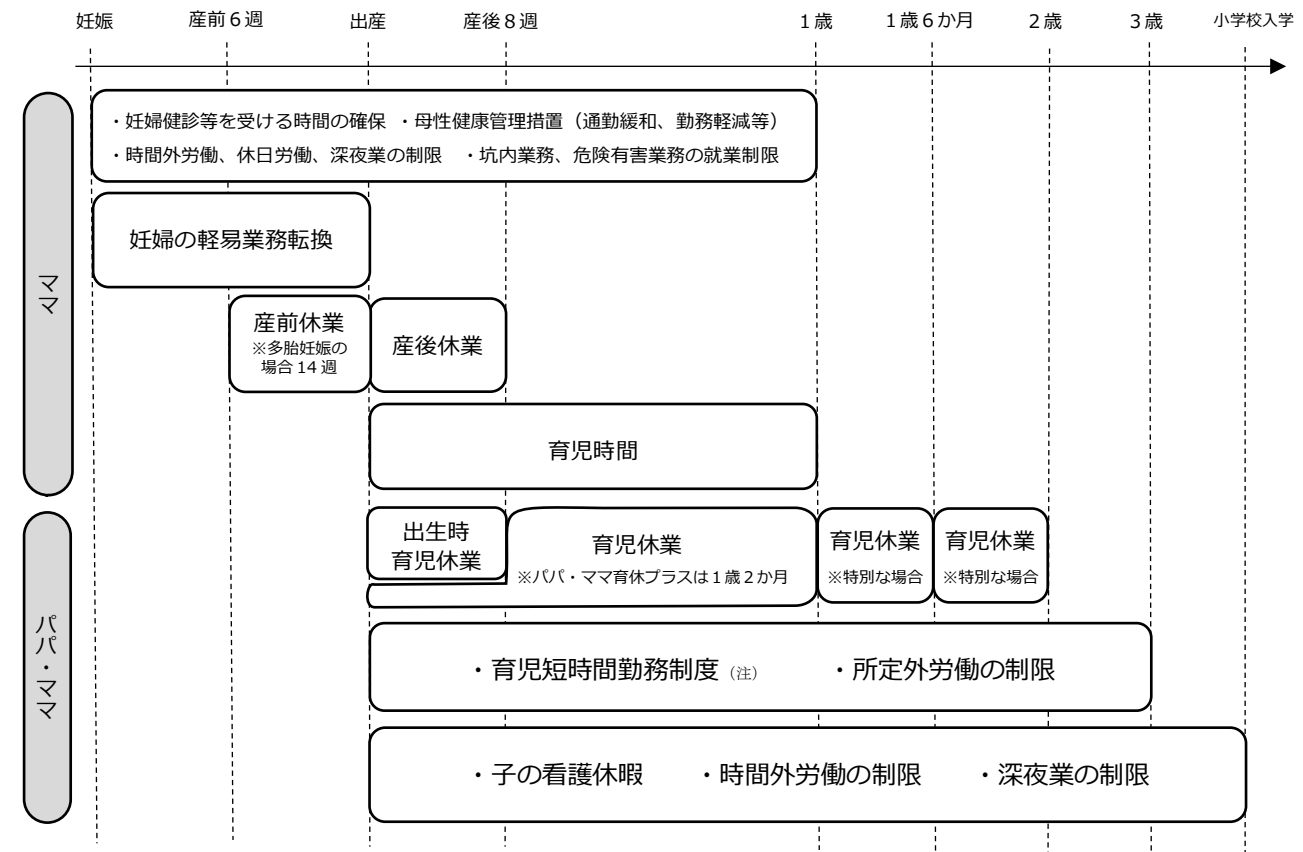 妊娠 産前６週 出産 産後８週 １歳 １歳６か月 ２歳 ３歳 小学校入学
ママ
・妊婦健診等を受ける時間の確保 ・母性健康管理措置（通勤緩和、勤務軽減等）
・時間外労働、休日労働、深夜業の制限 ・坑内業務、危険有害業務の就業制限
妊婦の軽易業務転換
産前休業
※多胎妊娠の
場合 14 週
産後休業
育児時間
パパ・ママ
出生時
育児休業
育児休業
※パパ・ママ育休プラスは１歳２か月
育児休業
※特別な場合
育児休業
※特別な場合
・育児短時間勤務制度（注） ・所定外労働の制限
・子の看護休暇 ・時間外労働の制限 ・深夜業の制限